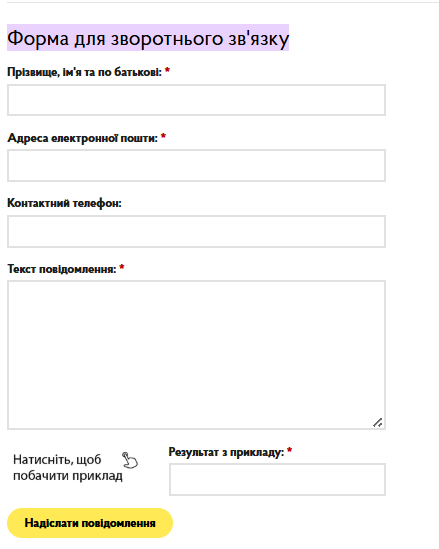 Форма для зворотнього зв'язку
Прізвище, ім'я та по батькові: *
Адреса електронної пошти: *
Контактний телефон:
Текст повідомлення: *
Натисніть, щоб
побачити приклад
Результат з прикладу: *
Надіслати повідомлення